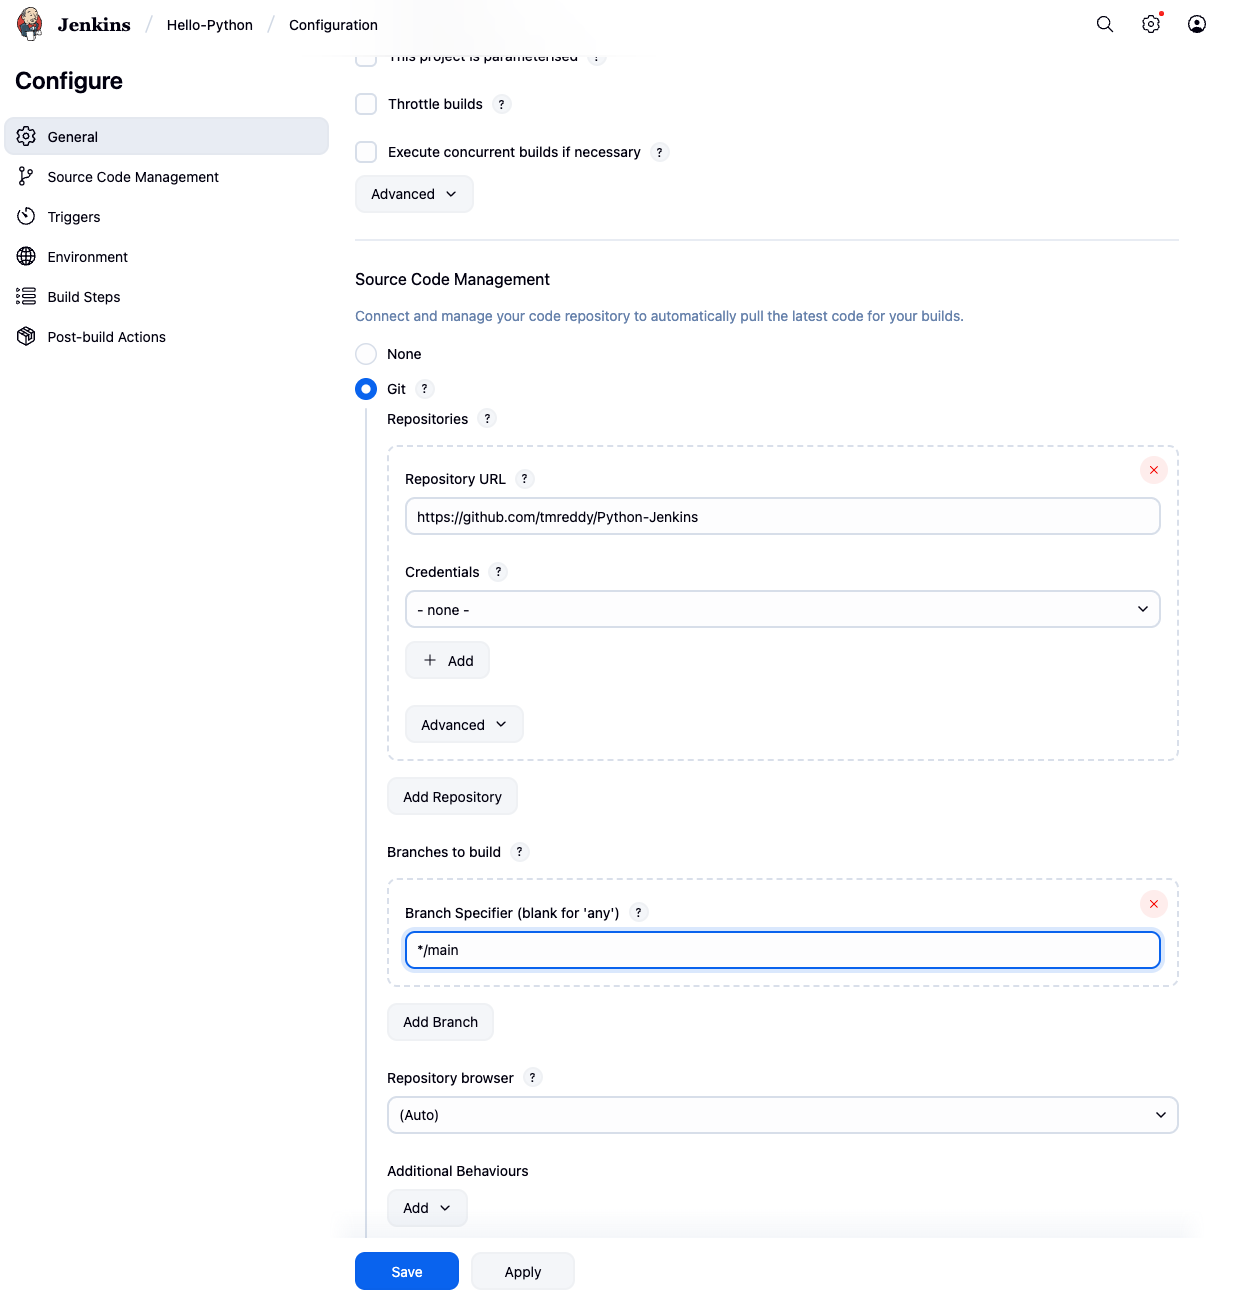 Jenkins / Hello-Python / Configuration
Configure
General
Source Code Management
Triggers
Environment
Build Steps
Post-build Actions
This project is parameterised ?
Throttle builds ?
Execute concurrent builds if necessary ?
Advanced
Source Code Management
Connect and manage your code repository to automatically pull the latest code for your builds.
None
Git ?
Repositories ?
Repository URL ?
https://github.com/tmreddy/Python-Jenkins
Credentials ?
- none -
+ Add
Advanced
Add Repository
Branches to build ?
Branch Specifier (blank for 'any') ?
*/main
Add Branch
Repository browser ?
(Auto)
Additional Behaviours
Add
Save
Apply